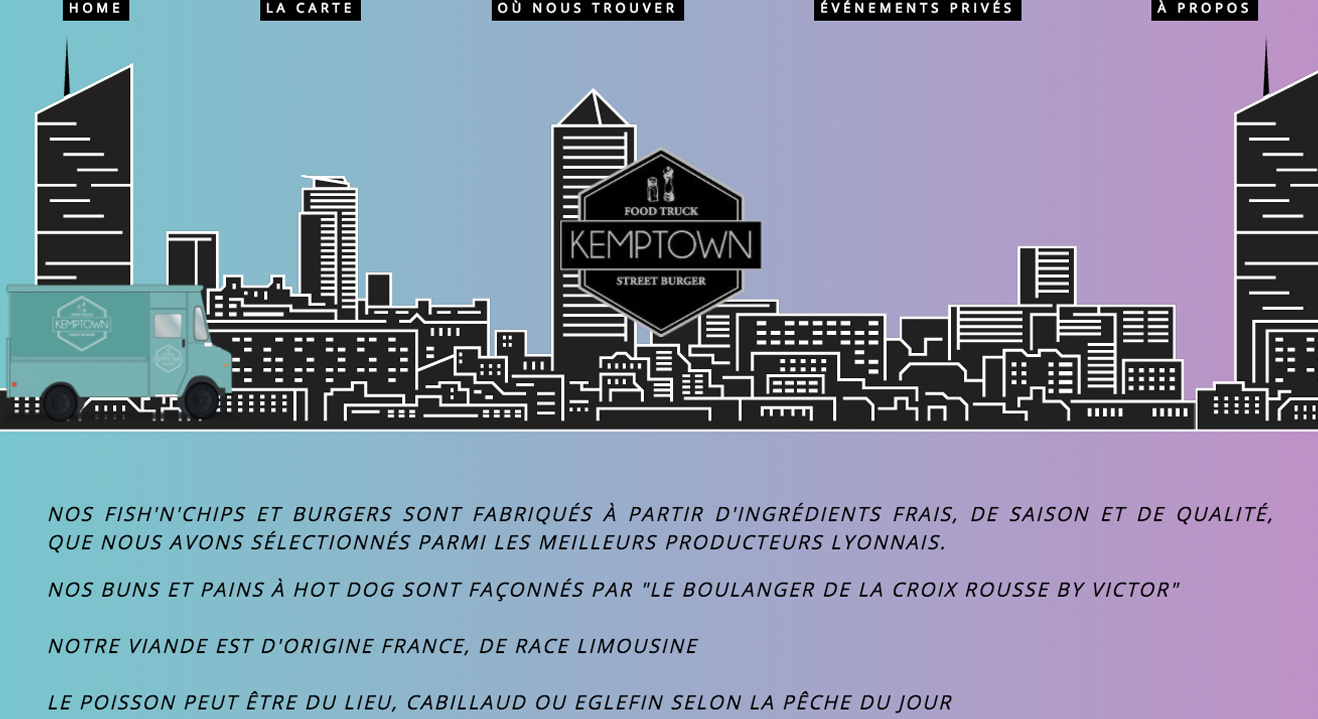 HOME
LA CARTE
OÙ NOUS TROUVER
ÉVÉNEMENTS PRIVÉS
À PROPOS
FOOD TRUCK
KEMPTOWN
STREET BURGER
KEMPTOWN
NOS FISH'N'CHIPS ET BURGERS SONT FABRIQUÉS À PARTIR D'INGRÉDIENTS FRAIS, DE SAISON ET DE QUALITÉ,
QUE NOUS AVONS SÉLECTIONNÉS PARMI LES MEILLEURS PRODUCTEURS LYONNAIS.
NOS BUNS ET PAINS À HOT DOG SONT FAÇONNÉS PAR "LE BOULANGER DE LA CROIX ROUSSE BY VICTOR"
NOTRE VIANDE EST D'ORIGINE FRANCE, DE RACE LIMOUSINE
LE POISSON PEUT ÊTRE DU LIEU, CABILLAUD OU EGLEFIN SELON LA PÊCHE DU JOUR